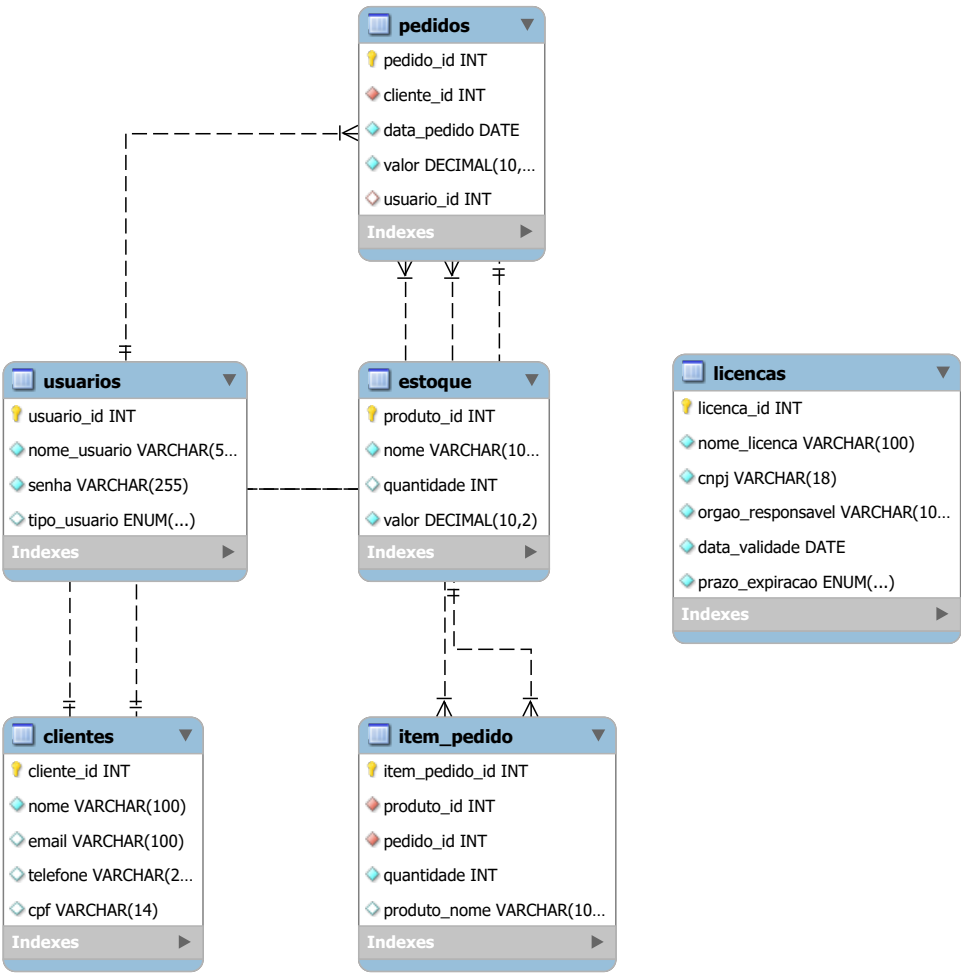 pedidos
pedido_id INT
cliente_id INT
data_pedido DATE
valor DECIMAL(10,...
usuario_id INT
Indexes
usuarios
usuario_id INT
nome_usuario VARCHAR(5...
senha VARCHAR(255)
tipo_usuario ENUM(...)
Indexes
estoque
produto_id INT
nome VARCHAR(10...
quantidade INT
valor DECIMAL(10,2)
Indexes
licencas
licenca_id INT
nome_licenca VARCHAR(100)
cnpj VARCHAR(18)
orgao_responsavel VARCHAR(10...
data_validade DATE
prazo_expiracao ENUM(...)
Indexes
clientes
cliente_id INT
nome VARCHAR(100)
email VARCHAR(100)
telefone VARCHAR(2...
cpf VARCHAR(14)
Indexes
item_pedido
item_pedido_id INT
produto_id INT
pedido_id INT
quantidade INT
produto_nome VARCHAR(10...
Indexes